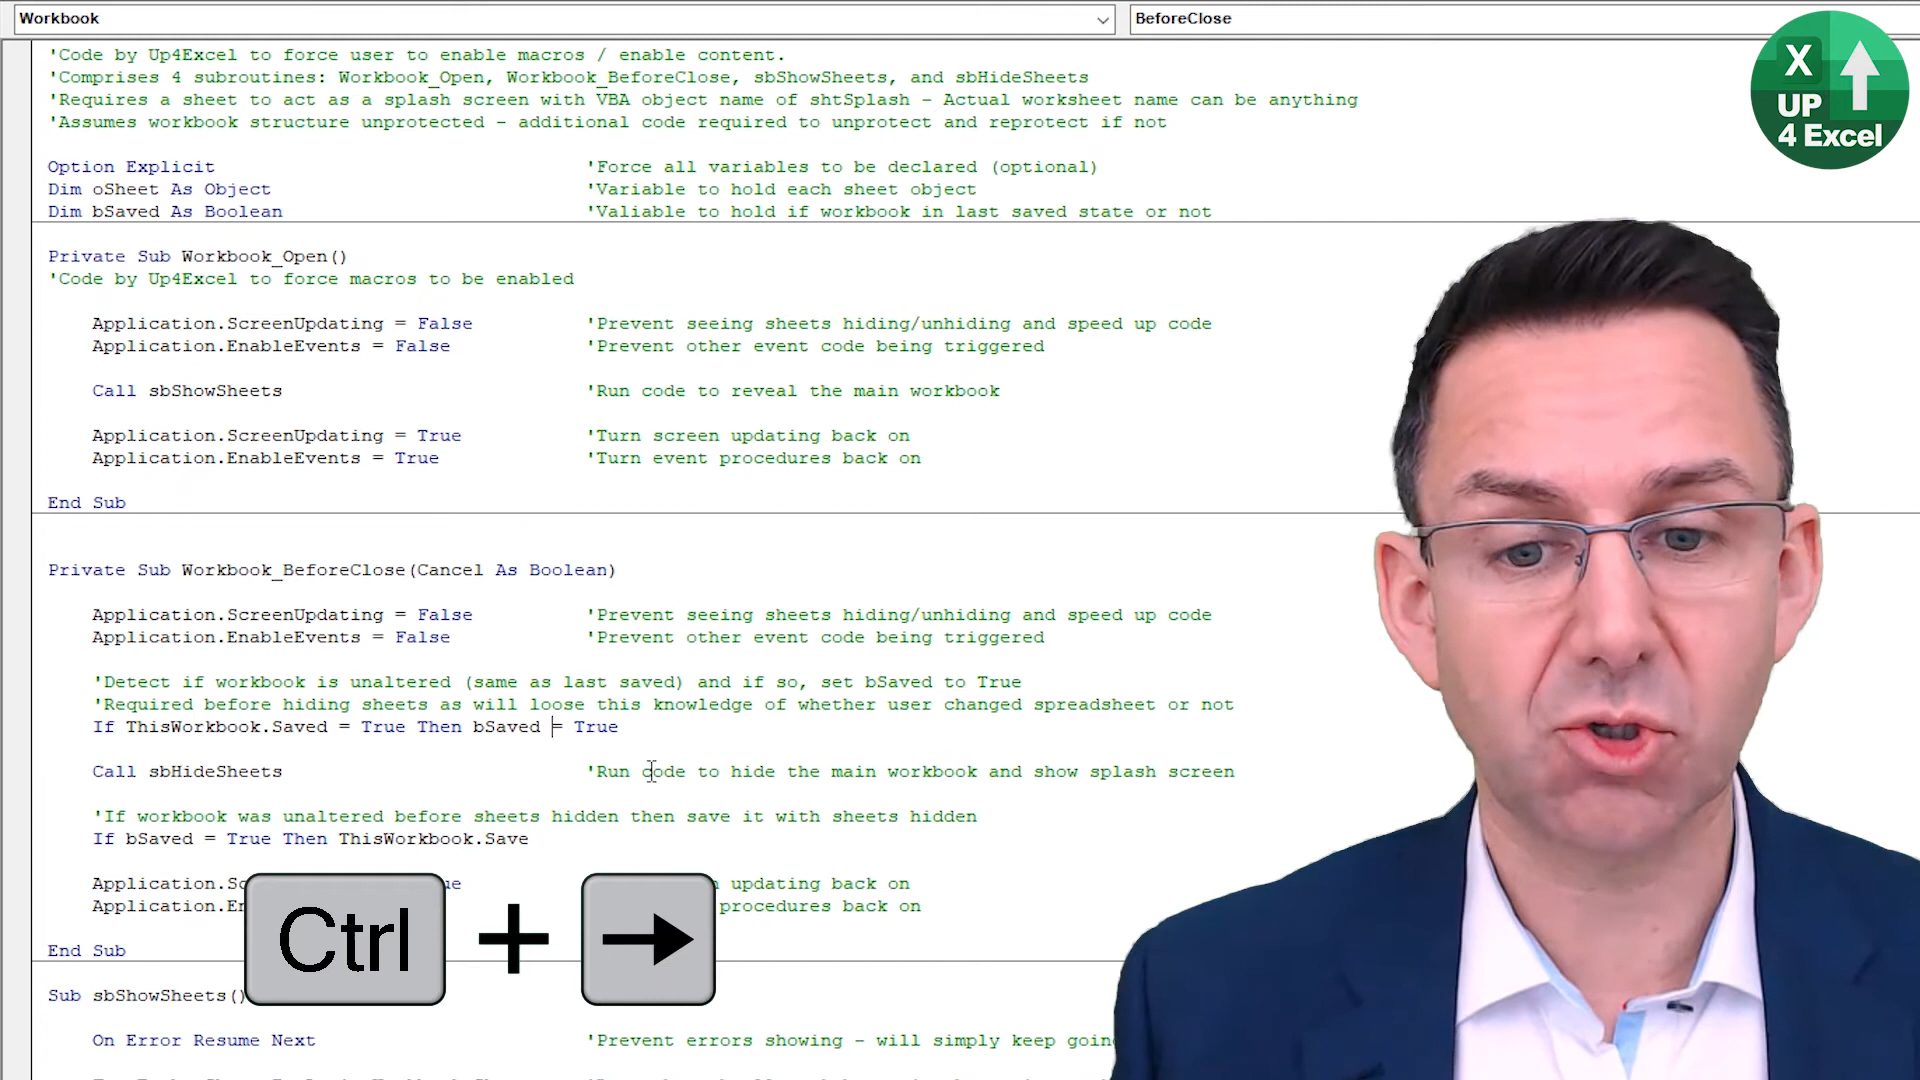 Workbook BeforeClose
X
UP
4 Excel
'Code by Up4Excel to force user to enable macros / enable content.
'Comprises 4 subroutines: Workbook_Open, Workbook_BeforeClose, sbShowSheets, and sbHideSheets
'Requires a sheet to act as a splash screen with VBA object name of shtSplash - Actual worksheet name can be anything
'Assumes workbook structure unprotected - additional code required to unprotect and reprotect if not
Option Explicit 'Force all variables to be declared (optional)
Dim oSheet As Object 'Variable to hold each sheet object
Dim bSaved As Boolean 'Valiable to hold if workbook in last saved state or not
Private Sub Workbook_Open()
'Code by Up4Excel to force macros to be enabled
Application.ScreenUpdating = False 'Prevent seeing sheets hiding/unhiding and speed up code
Application.EnableEvents = False 'Prevent other event code being triggered
Call sbShowSheets 'Run code to reveal the main workbook
Application.ScreenUpdating = True 'Turn screen updating back on
Application.EnableEvents = True 'Turn event procedures back on
End Sub
Private Sub Workbook_BeforeClose(Cancel As Boolean)
Application.ScreenUpdating = False 'Prevent seeing sheets hiding/unhiding and speed up code
Application.EnableEvents = False 'Prevent other event code being triggered
'Detect if workbook is unaltered (same as last saved) and if so, set bSaved to True
'Required before hiding sheets as will loose this knowledge of whether user changed spreadsheet or not
If ThisWorkbook.Saved = True Then bSaved = True
Call sbHideSheets 'Run code to hide the main workbook and show splash screen
'If workbook was unaltered before sheets hidden then save it with sheets hidden
If bSaved = True Then ThisWorkbook.Save
Application. updating back on
Application. procedures back on
End Sub
Ctrl + →
Sub sbShowSheets()
On Error Resume Next 'Prevent errors showing - will simply keep